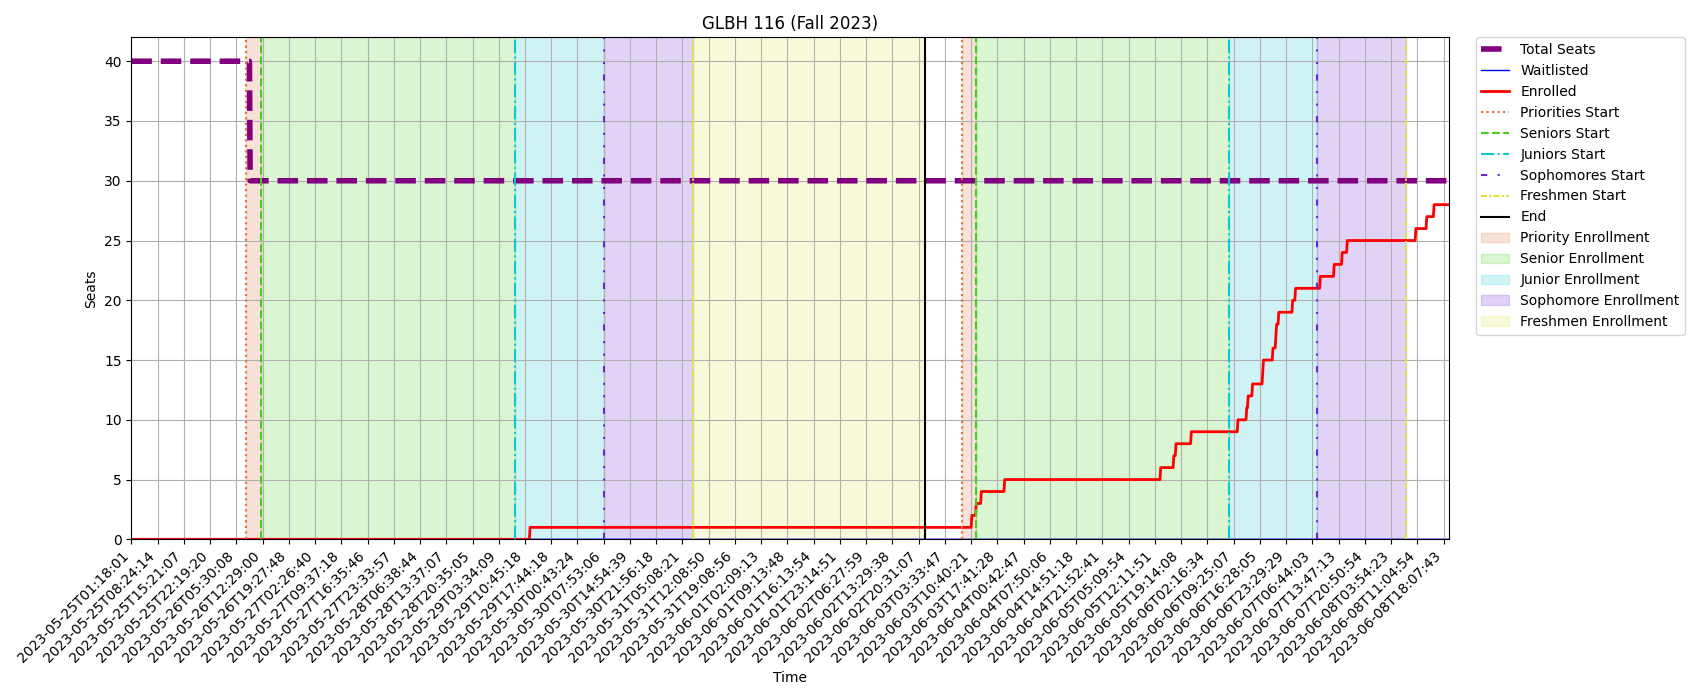 GLBH 116 (Fall 2023)
Seats
40
35
30
25
20
15
10
5
0
2023-05-25T01:18:01
2023-05-25T08:24:14
2023-05-25T15:21:07
2023-05-25T22:19:20
2023-05-26T05:30:08
2023-05-26T12:29:00
2023-05-26T19:27:48
2023-05-27T02:26:40
2023-05-27T09:37:18
2023-05-27T16:35:46
2023-05-27T23:33:57
2023-05-28T06:38:44
2023-05-28T13:37:07
2023-05-28T20:35:05
2023-05-29T03:34:09
2023-05-29T10:45:18
2023-05-29T17:44:18
2023-05-30T00:43:24
2023-05-30T07:53:06
2023-05-30T14:54:39
2023-05-30T21:56:18
2023-05-31T05:08:21
2023-05-31T12:08:50
2023-05-31T19:08:56
2023-06-01T02:09:13
2023-06-01T09:13:48
2023-06-01T16:13:54
2023-06-01T23:14:51
2023-06-02T06:27:59
2023-06-02T13:29:38
2023-06-02T20:31:07
2023-06-03T03:33:47
2023-06-03T10:40:21
2023-06-03T17:41:28
2023-06-04T00:42:47
2023-06-04T07:50:06
2023-06-04T14:51:18
2023-06-04T21:52:41
2023-06-05T05:09:54
2023-06-05T12:11:51
2023-06-05T19:14:08
2023-06-06T02:16:34
2023-06-06T09:25:07
2023-06-06T16:28:05
2023-06-06T23:29:29
2023-06-07T06:44:03
2023-06-07T13:47:13
2023-06-07T20:50:54
2023-06-08T03:54:23
2023-06-08T11:04:54
2023-06-08T18:07:43
Time
Total Seats
Waitlisted
Enrolled
Priorities Start
Seniors Start
Juniors Start
Sophomores Start
Freshmen Start
End
Priority Enrollment
Senior Enrollment
Junior Enrollment
Sophomore Enrollment
Freshmen Enrollment